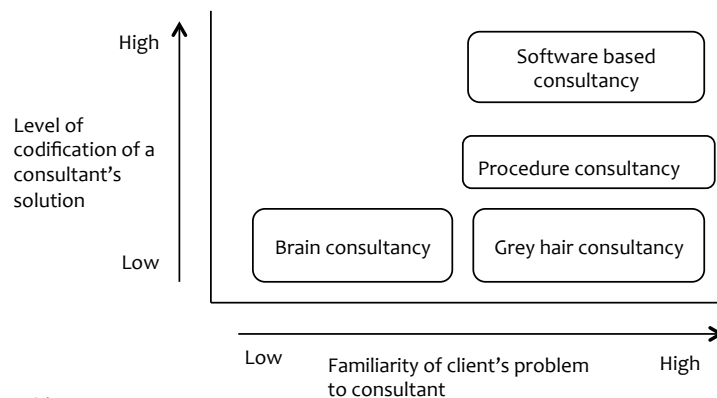 High
Software based
consultancy
Level of
codification of a
consultant's
solution
Procedure consultancy
Brain consultancy
Grey hair consultancy
Low
Low
Familiarity of client's problem
to consultant
High